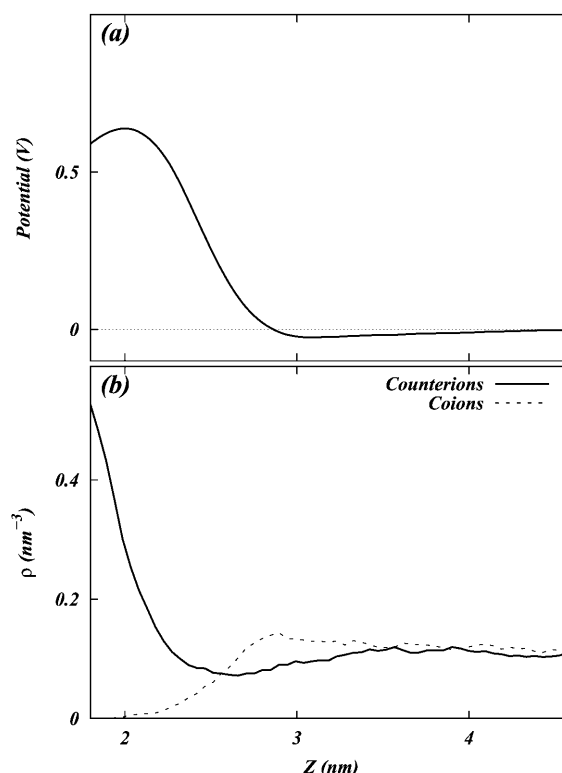 (a)
Potential (V)
0.5
0
(b)
Counterions
Coions
ρ (nm⁻³)
0.4
0.2
0
2 3 4
Z (nm)